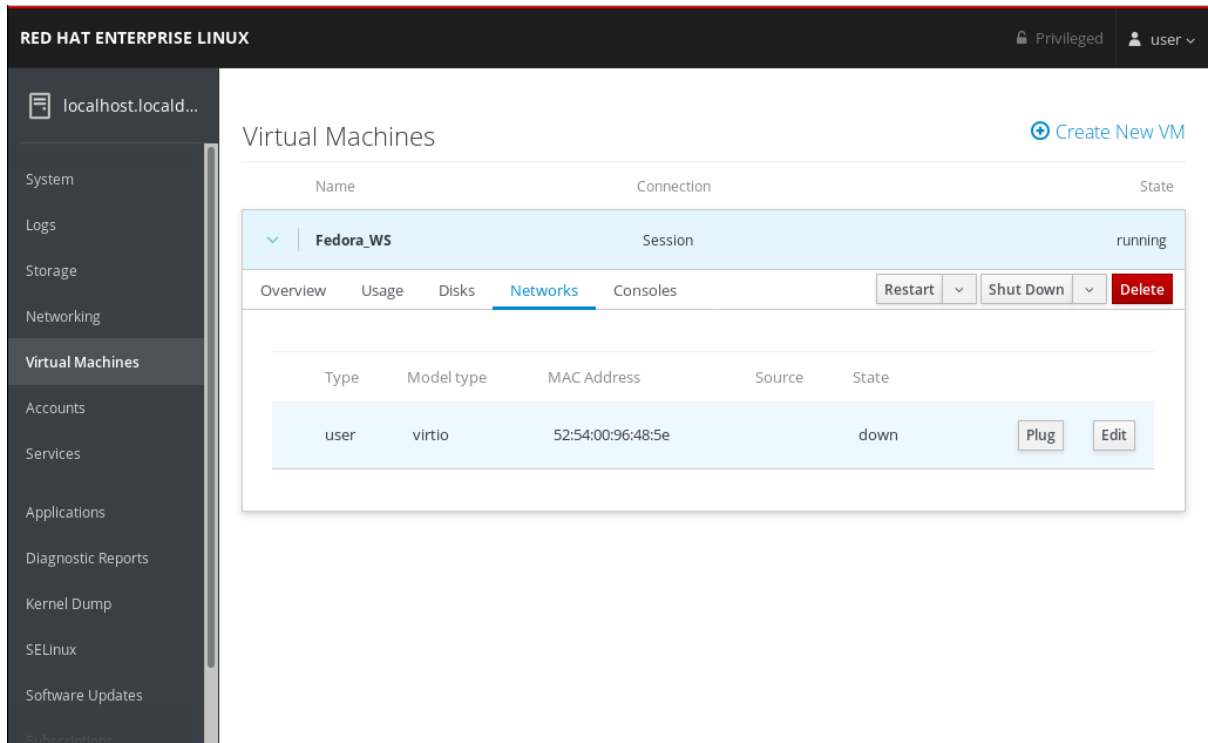 RED HAT ENTERPRISE LINUX
Privileged
user
localhost.locald...
System
Logs
Storage
Networking
Virtual Machines
Accounts
Services
Applications
Diagnostic Reports
Kernel Dump
SELinux
Software Updates
Subscriptions
Virtual Machines
Create New VM
Name Connection State
Fedora_WS Session running
Overview Usage Disks Networks Consoles Restart Shut Down Delete
Type Model type MAC Address Source State
user virtio 52:54:00:96:48:5e down Plug Edit